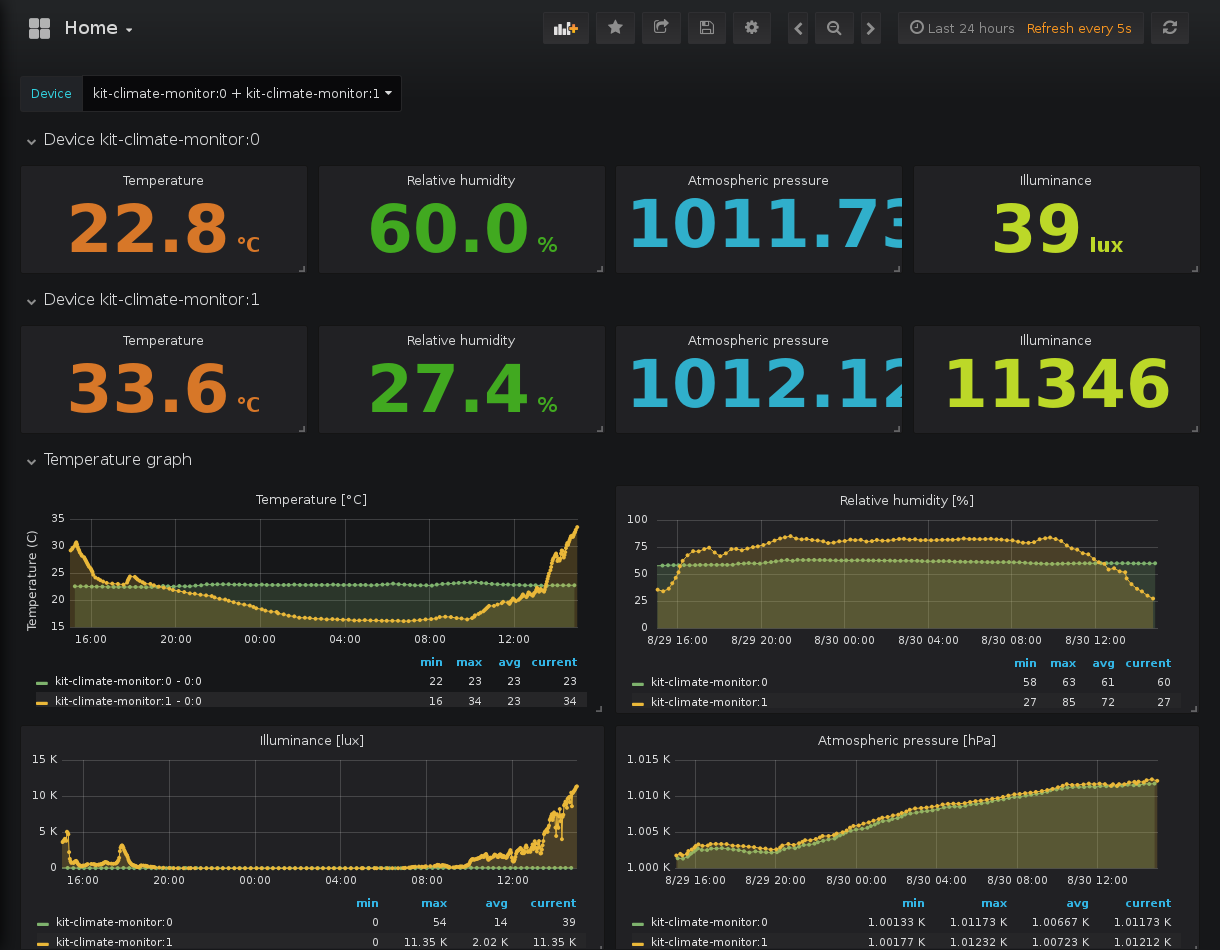 Home
Last 24 hours Refresh every 5s
Device kit-climate-monitor:0 + kit-climate-monitor:1
Device kit-climate-monitor:0
Temperature Relative humidity Atmospheric pressure Illuminance
22.8 °C 60.0 % 1011.73 39 lux
Device kit-climate-monitor:1
Temperature Relative humidity Atmospheric pressure Illuminance
33.6 °C 27.4 % 1012.12 11346
Temperature graph
Temperature [°C]
Temperature (C)
35
30
25
20
15
16:00 20:00 00:00 04:00 08:00 12:00
min max avg current
kit-climate-monitor:0 - 0:0 22 23 23 23
kit-climate-monitor:1 - 0:0 16 34 23 34
Relative humidity [%]
100
75
50
25
0
8/29 16:00 8/29 20:00 8/30 00:00 8/30 04:00 8/30 08:00 8/30 12:00
min max avg current
kit-climate-monitor:0 58 63 61 60
kit-climate-monitor:1 27 85 72 27
Illuminance [lux]
15 K
10 K
5 K
0
16:00 20:00 00:00 04:00 08:00 12:00
min max avg current
kit-climate-monitor:0 0 54 14 39
kit-climate-monitor:1 0 11.35 K 2.02 K 11.35 K
Atmospheric pressure [hPa]
1.015 K
1.010 K
1.005 K
1.000 K
8/29 16:00 8/29 20:00 8/30 00:00 8/30 04:00 8/30 08:00 8/30 12:00
min max avg current
kit-climate-monitor:0 1.00133 K 1.01173 K 1.00667 K 1.01173 K
kit-climate-monitor:1 1.00177 K 1.01232 K 1.00723 K 1.01212 K